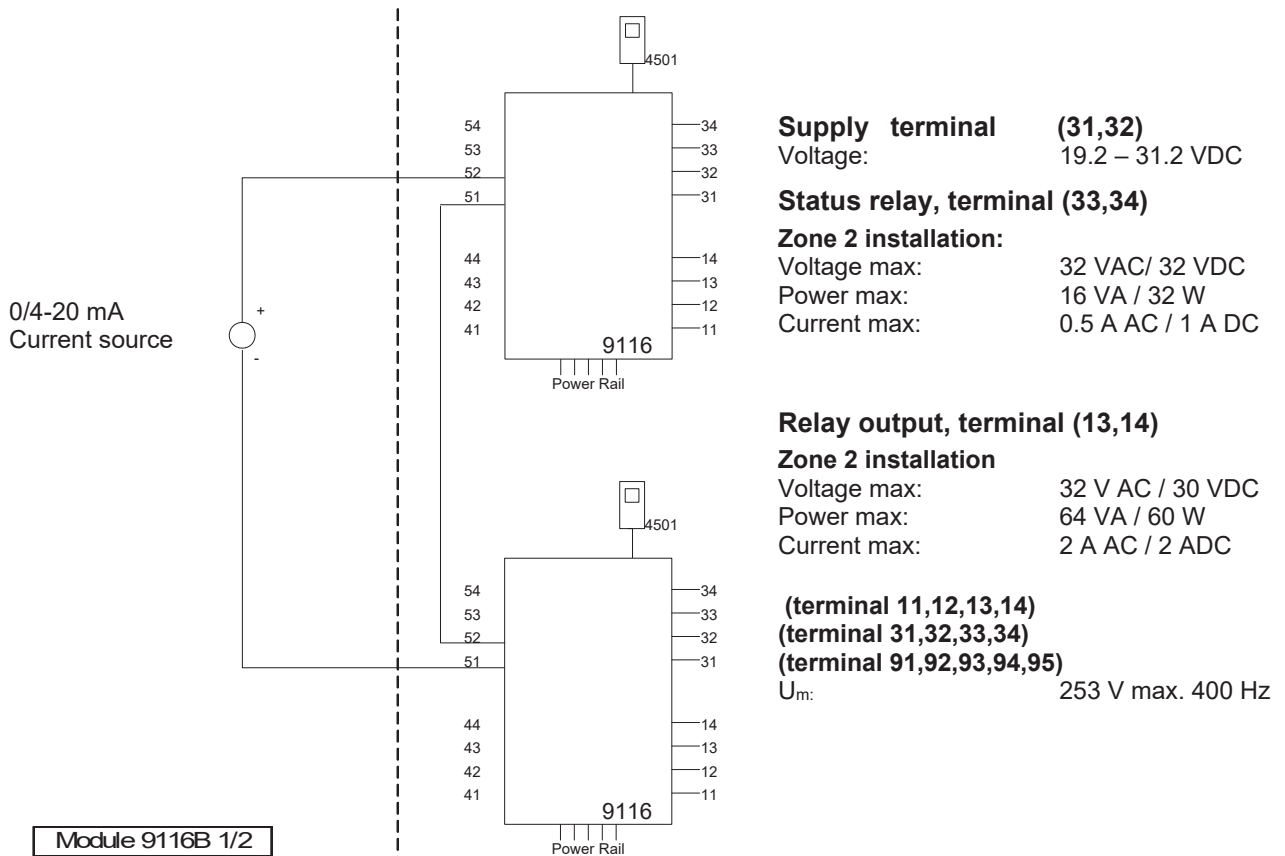 4501
54
53
52
51
44
43
42
41
34
33
32
31
14
13
12
11
9116
Power Rail
0/4-20 mA
Current source
+
-
4501
54
53
52
51
44
43
42
41
34
33
32
31
14
13
12
11
9116
Power Rail
Module 9116B 1/2
Supply terminal (31,32)
Voltage: 19.2 – 31.2 VDC
Status relay, terminal (33,34)
Zone 2 installation:
Voltage max: 32 VAC/ 32 VDC
Power max: 16 VA / 32 W
Current max: 0.5 A AC / 1 A DC
Relay output, terminal (13,14)
Zone 2 installation
Voltage max: 32 V AC / 30 VDC
Power max: 64 VA / 60 W
Current max: 2 A AC / 2 ADC
(terminal 11,12,13,14)
(terminal 31,32,33,34)
(terminal 91,92,93,94,95)
Um: 253 V max. 400 Hz